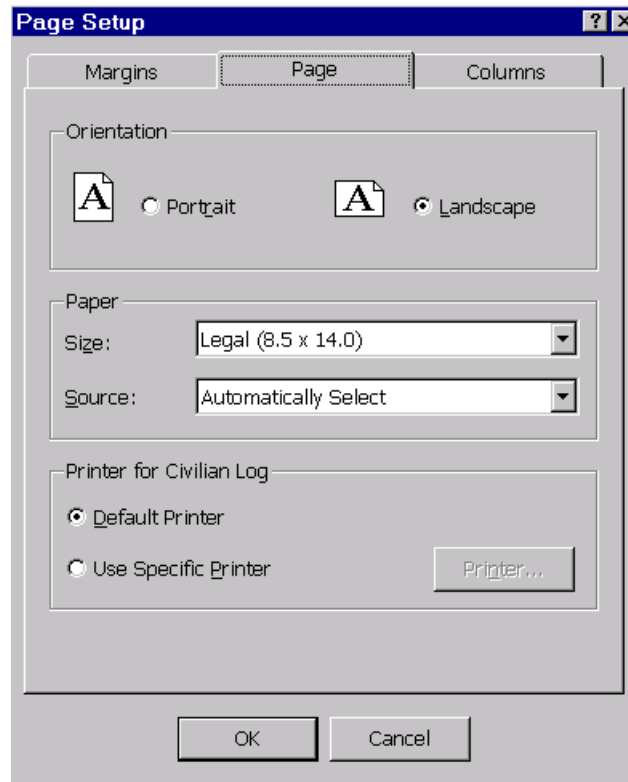 Page Setup
Margins Page Columns
Orientation
A Portrait A Landscape
Paper
Size: Legal (8.5 x 14.0)
Source: Automatically Select
Printer for Civilian Log
Default Printer
Use Specific Printer Printer...
OK Cancel